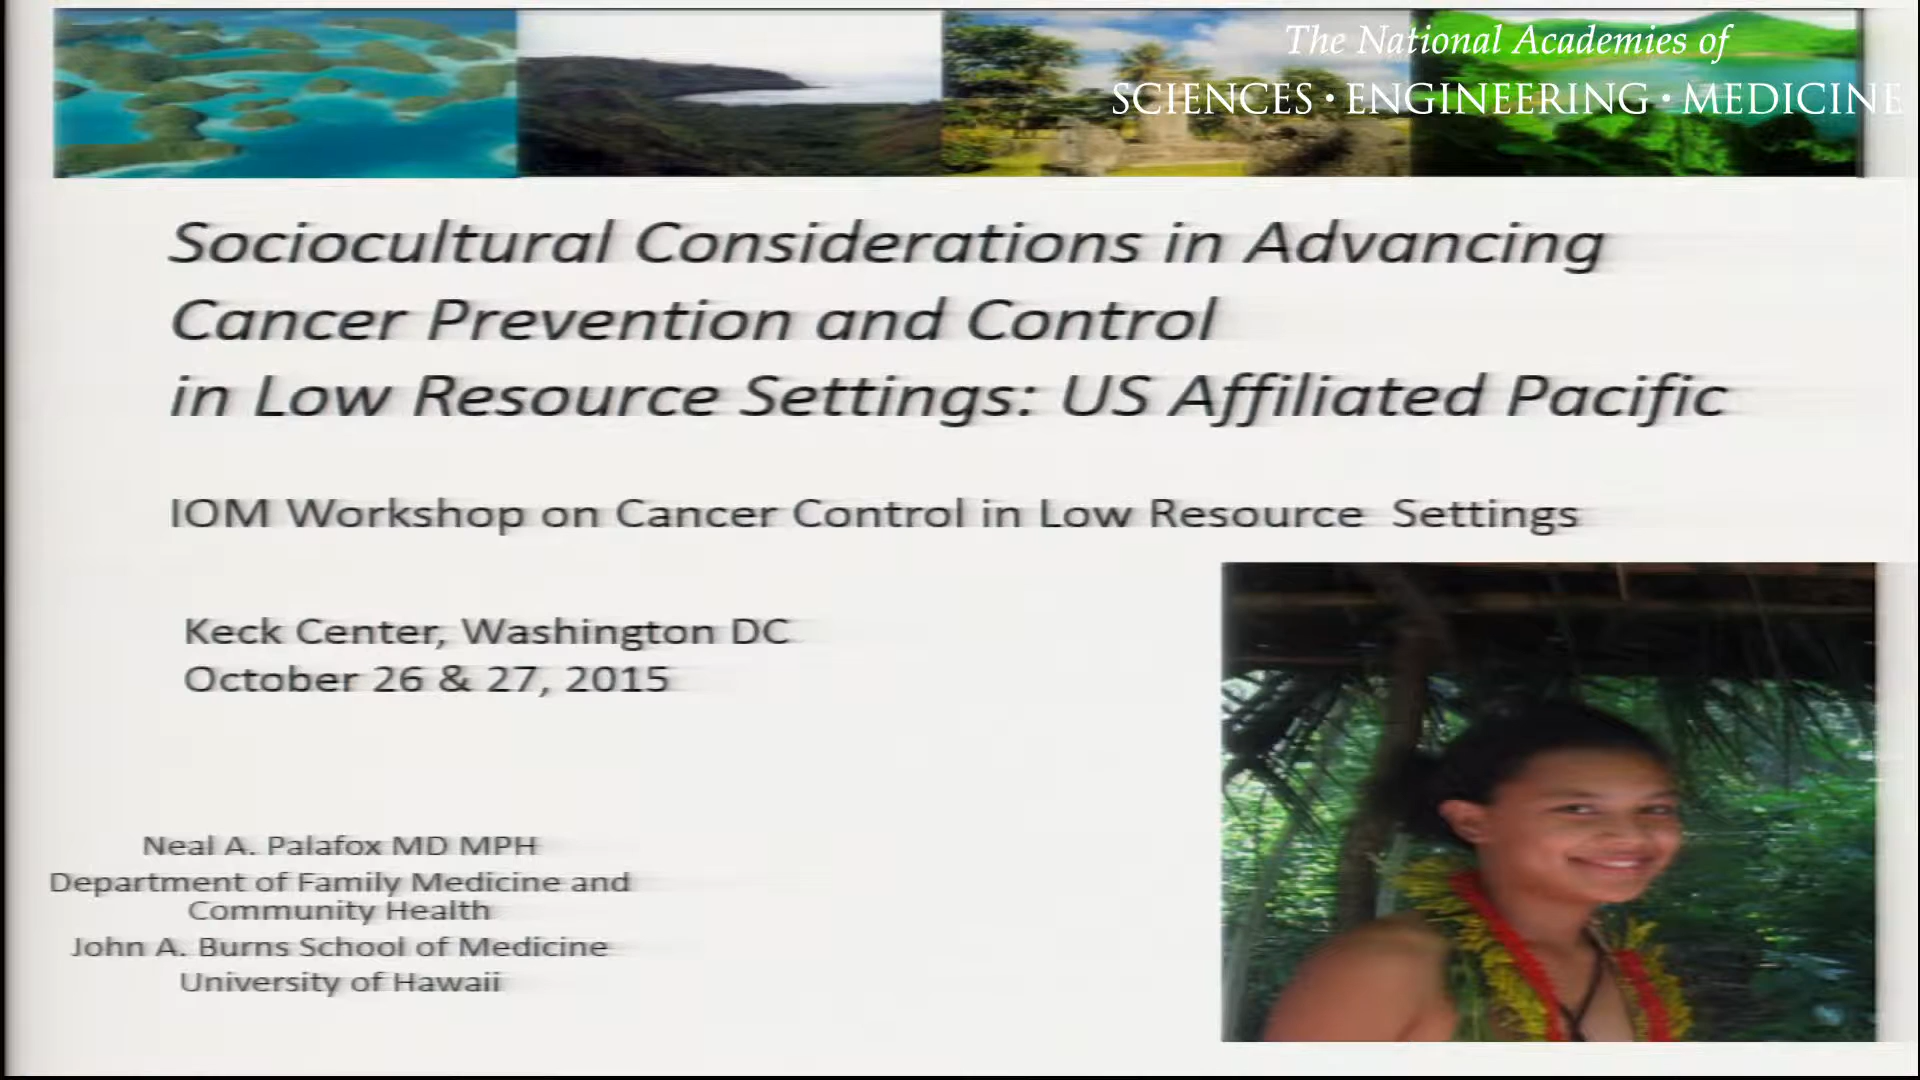 The National Academies of
SCIENCES • ENGINEERING • MEDICINE
Sociocultural Considerations in Advancing
Cancer Prevention and Control
in Low Resource Settings: US Affiliated Pacific
IOM Workshop on Cancer Control in Low Resource Settings
Keck Center, Washington DC
October 26 & 27, 2015
Neal A. Palafox MD MPH
Department of Family Medicine and
Community Health
John A. Burns School of Medicine
University of Hawaii